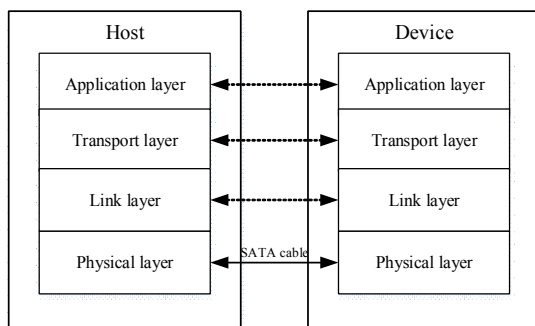 Host
Device
Application layer
Application layer
Transport layer
Transport layer
Link layer
Link layer
SATA cable
Physical layer
Physical layer